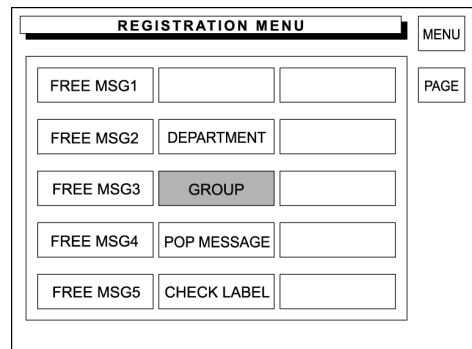 REGISTRATION MENU
MENU
PAGE
FREE MSG1
FREE MSG2 DEPARTMENT
FREE MSG3 GROUP
FREE MSG4 POP MESSAGE
FREE MSG5 CHECK LABEL